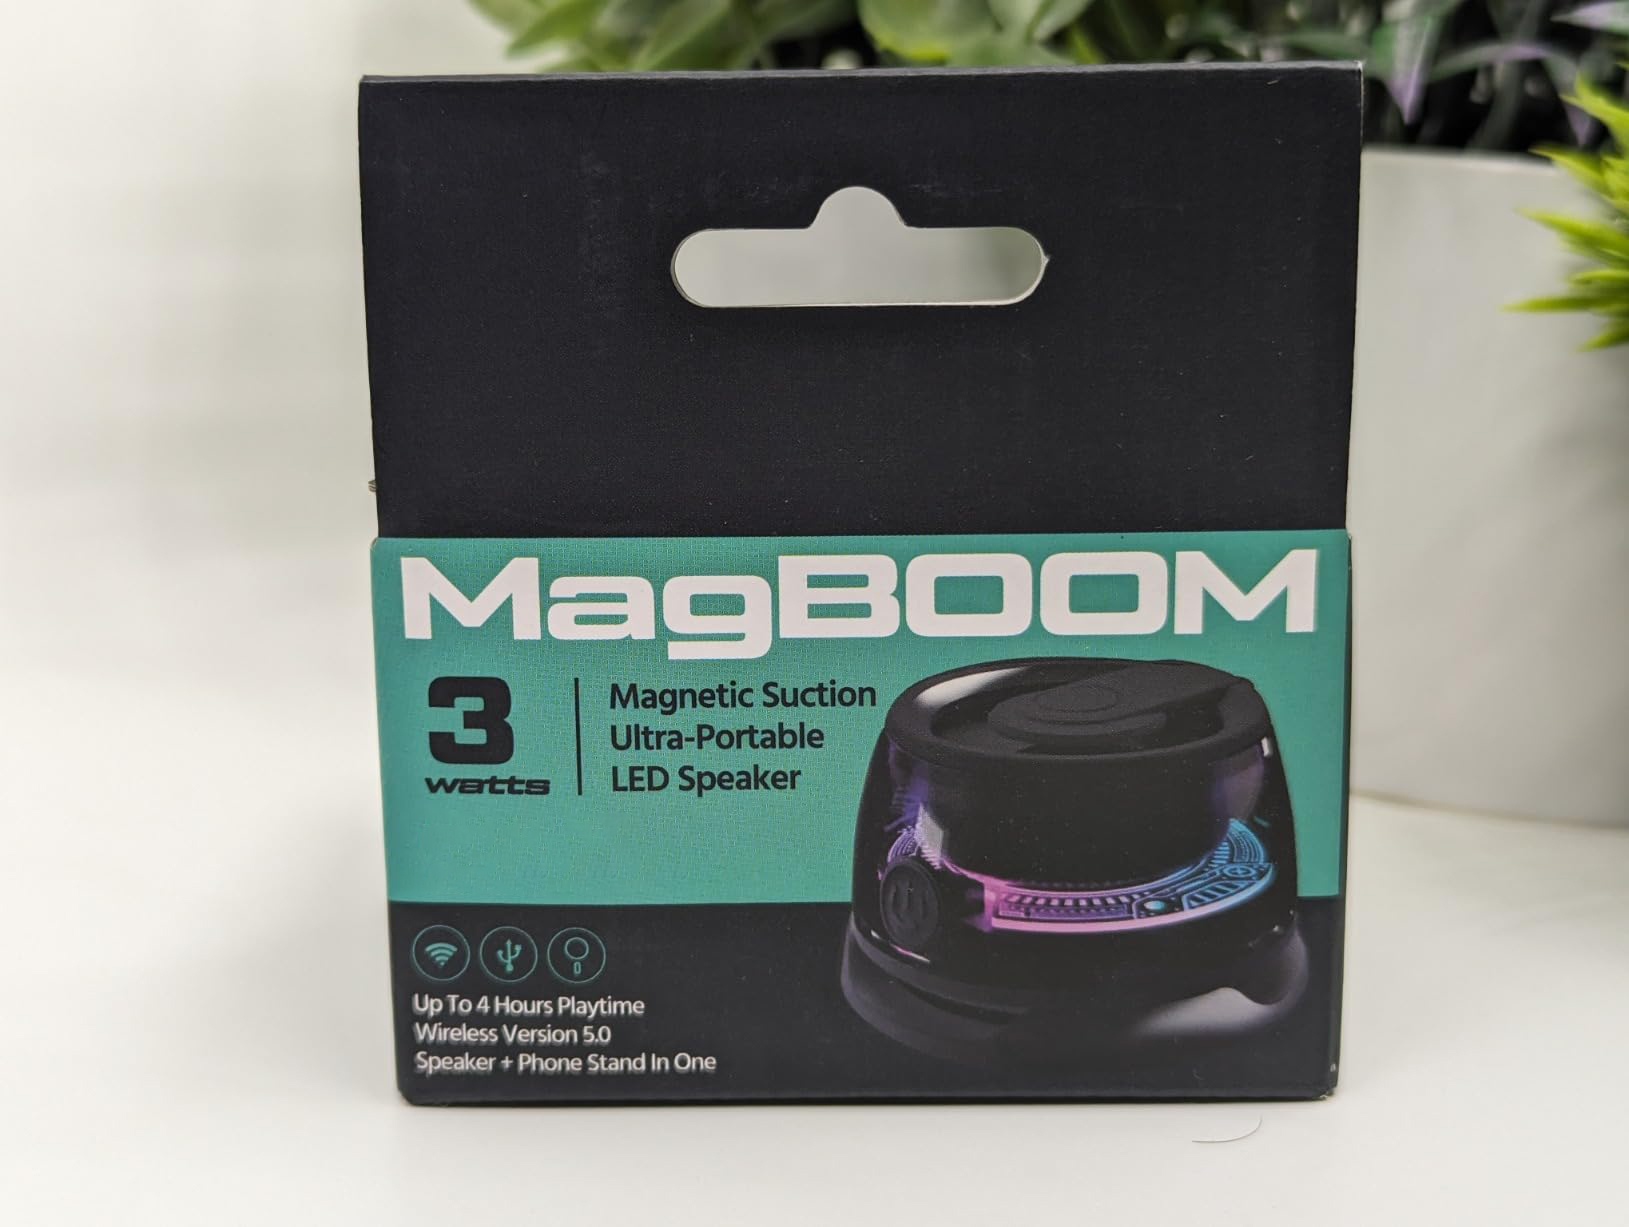 MagBOOM
3
watts
Magnetic Suction
Ultra-Portable
LED Speaker
Up To 4 Hours Playtime
Wireless Version 5.0
Speaker + Phone Stand In One